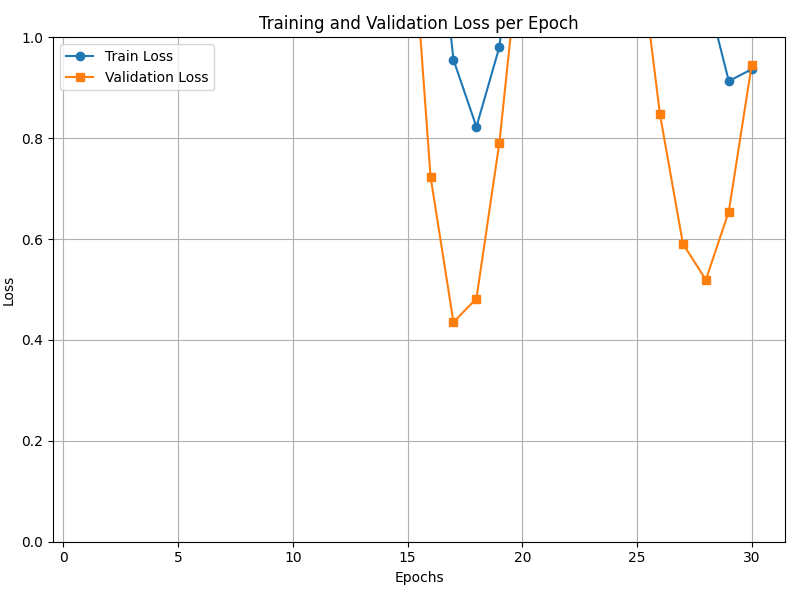 Training and Validation Loss per Epoch
Train Loss
Validation Loss
Loss
1.0
0.8
0.6
0.4
0.2
0.0
0 5 10 15 20 25 30
Epochs